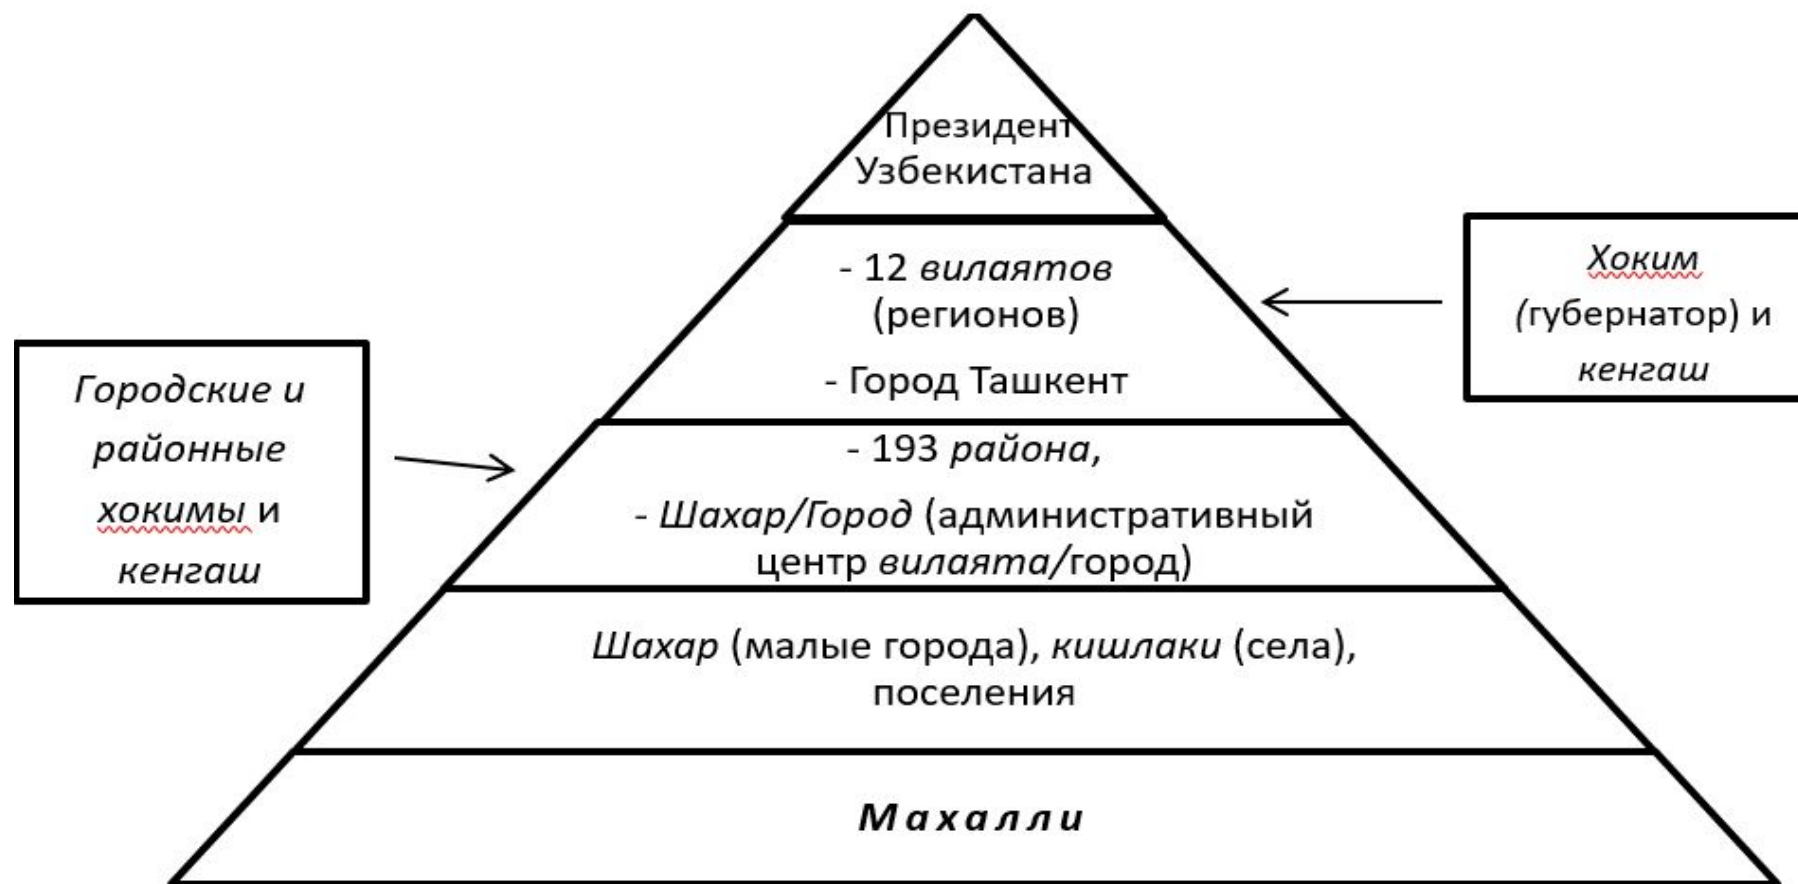 Президент
Узбекистана
- 12 вилаятов
(регионов)
- Город Ташкент
Хоким
(губернатор) и
кенгаш
Городские и
районные
хокимы и
кенгаш
- 193 района,
- Шахар/Город (административный
центр вилаята/город)
Шахар (малые города), кишлаки (села),
поселения
Махалли